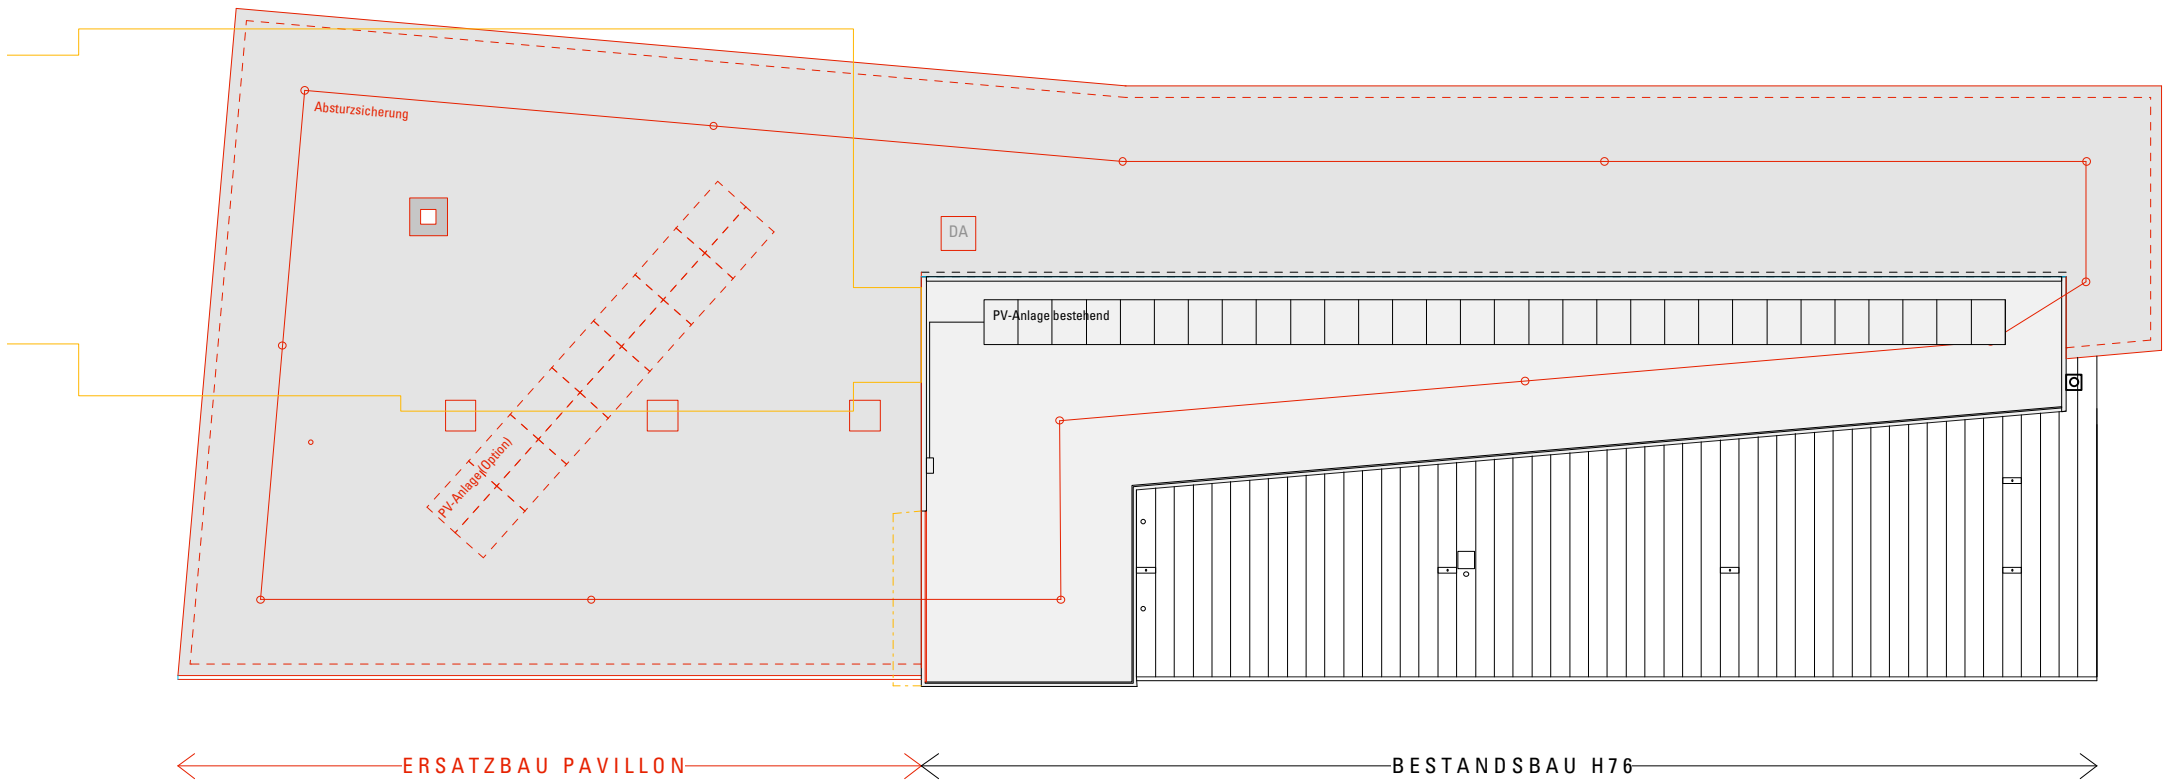 Absturzsicherung
DA
PV-Anlage bestehend
PV-Anlage (Option)
ERSATZBAU PAVILLON
BESTANDSBAU H76